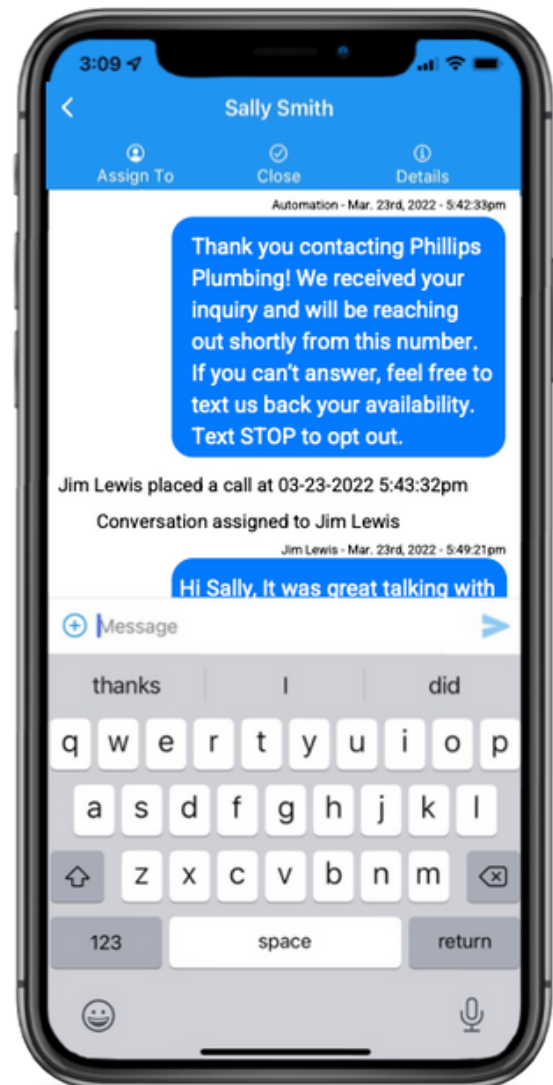 3:09
Sally Smith
Assign To Close Details
Automation - Mar. 23rd, 2022 - 5:42:33pm
Thank you contacting Phillips
Plumbing! We received your
inquiry and will be reaching
out shortly from this number.
If you can't answer, feel free to
text us back your availability.
Text STOP to opt out.
Jim Lewis placed a call at 03-23-2022 5:43:32pm
Conversation assigned to Jim Lewis
Jim Lewis - Mar. 23rd, 2022 - 5:49:21pm
Hi Sally, It was great talking with
Message
thanks I did
q w e r t y u i o p
a s d f g h j k l
z x c v b n m
123 space return